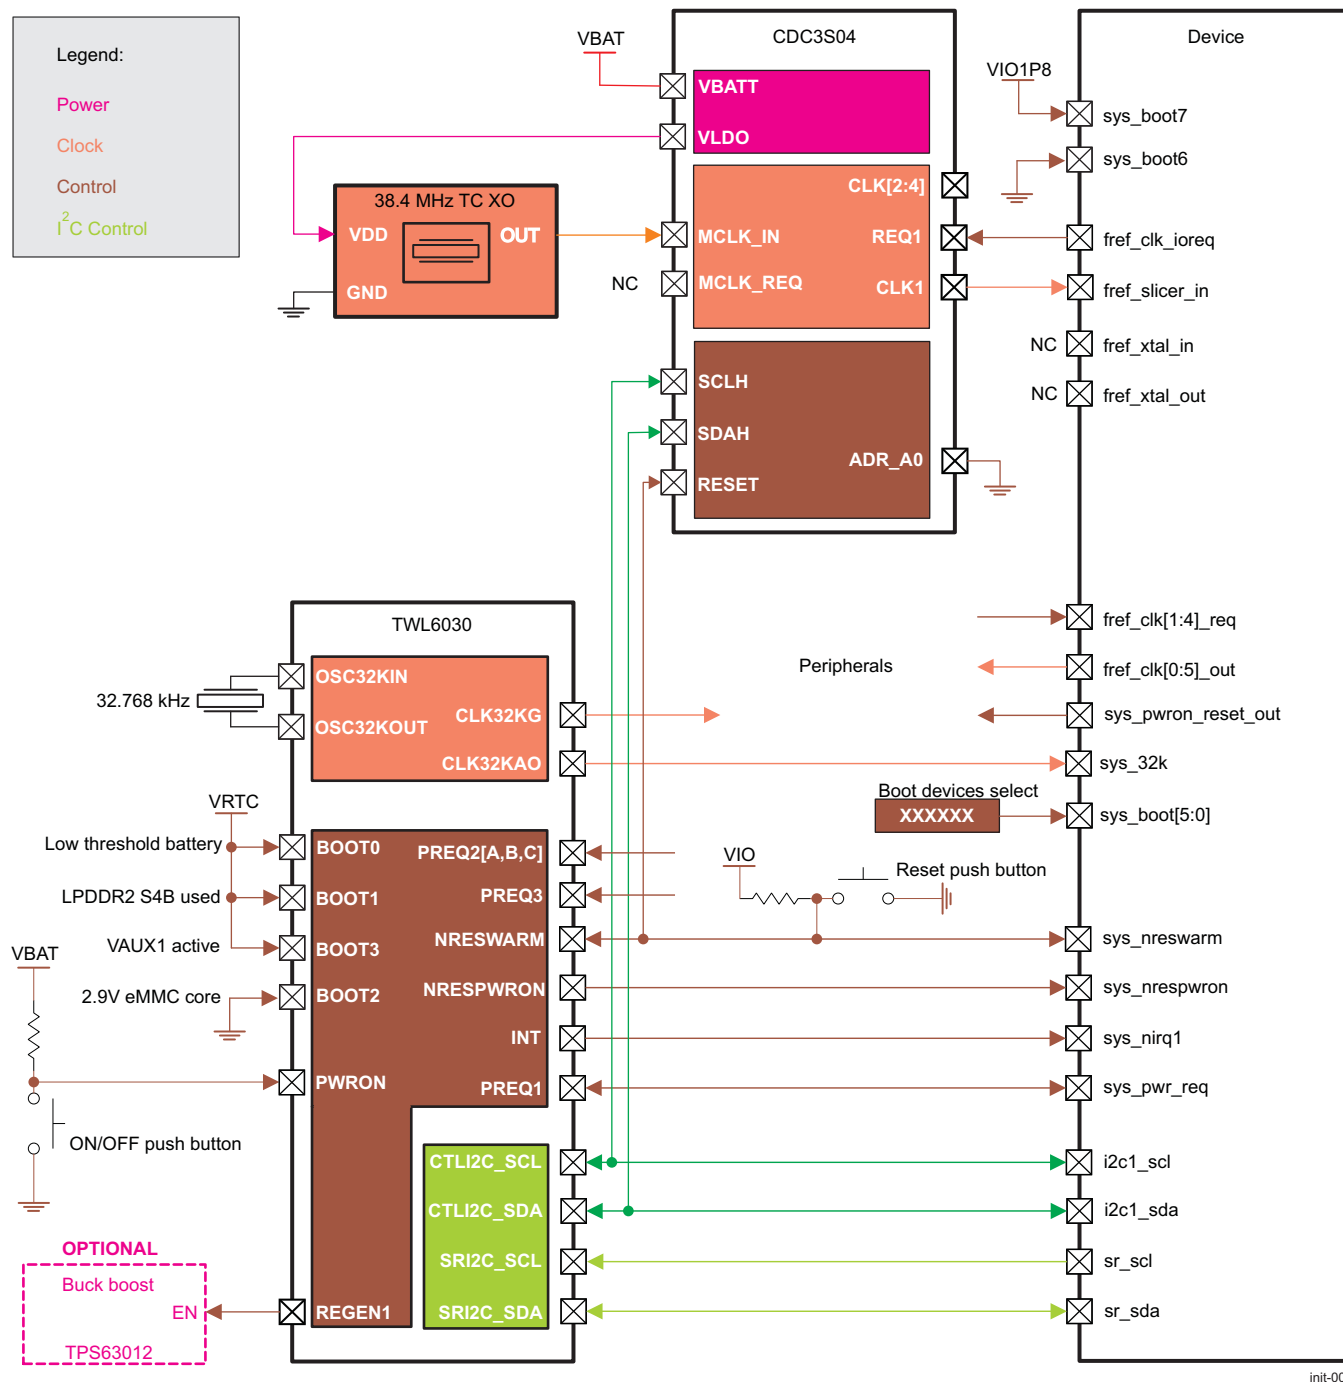 Legend:
Power
Clock
Control
I2C Control
VBAT
CDC3S04
VBATT
VLDO
38.4 MHz TC XO
VDD
OUT
GND
CLK[2:4]
MCLK_IN
REQ1
NC
MCLK_REQ
CLK1
SCLH
SDAH
ADR_A0
RESET
Device
VIO1P8
sys_boot7
sys_boot6
fref_clk_ioreq
fref_slicer_in
NC
fref_xtal_in
NC
fref_xtal_out
fref_clk[1:4]_req
Peripherals
fref_clk[0:5]_out
sys_pwron_reset_out
sys_32k
Boot devices select
XXXXXX
sys_boot[5:0]
VIO
Reset push button
sys_nreswarm
sys_nrespwron
sys_nirq1
sys_pwr_req
i2c1_scl
i2c1_sda
sr_scl
sr_sda
TWL6030
OSC32KIN
32.768 kHz
OSC32KOUT
CLK32KG
CLK32KAO
VRTC
Low threshold battery
BOOT0
PREQ2[A,B,C]
LPDDR2 S4B used
BOOT1
PREQ3
VAUX1 active
BOOT3
NRESWARM
VBAT
2.9V eMMC core
BOOT2
NRESPWRON
INT
PWRON
PREQ1
ON/OFF push button
CTLI2C_SCL
CTLI2C_SDA
SRI2C_SCL
SRI2C_SDA
OPTIONAL
Buck boost
EN
REGEN1
TPS63012
init-00